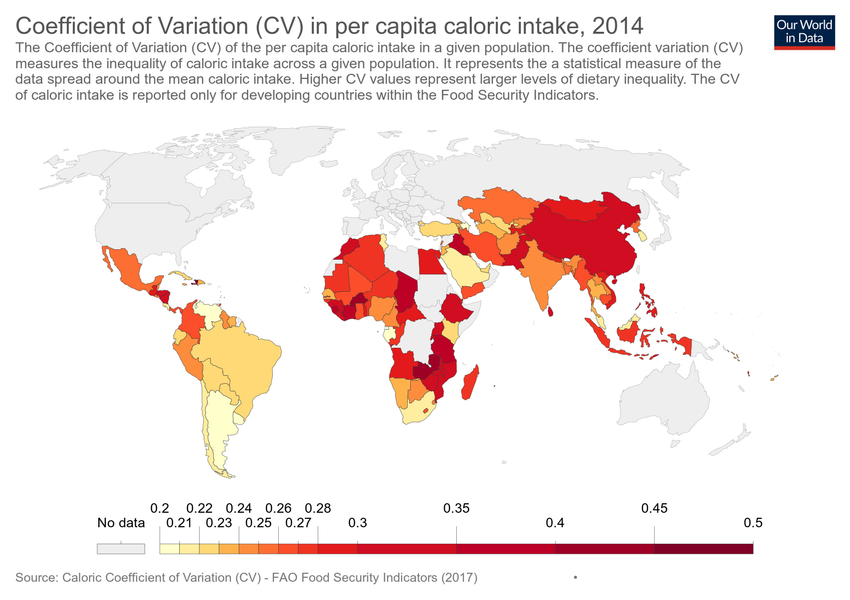 Coefficient of Variation (CV) in per capita caloric intake, 2014
Our World
in Data
The Coefficient of Variation (CV) of the per capita caloric intake in a given population. The coefficient variation (CV)
measures the inequality of caloric intake across a given population. It represents the a statistical measure of the
data spread around the mean caloric intake. Higher CV values represent larger levels of dietary inequality. The CV
of caloric intake is reported only for developing countries within the Food Security Indicators.
0.2 0.22 0.24 0.26 0.28 0.35 0.45
No data 0.21 0.23 0.25 0.27 0.3 0.4 0.5
Source: Caloric Coefficient of Variation (CV) - FAO Food Security Indicators (2017) •